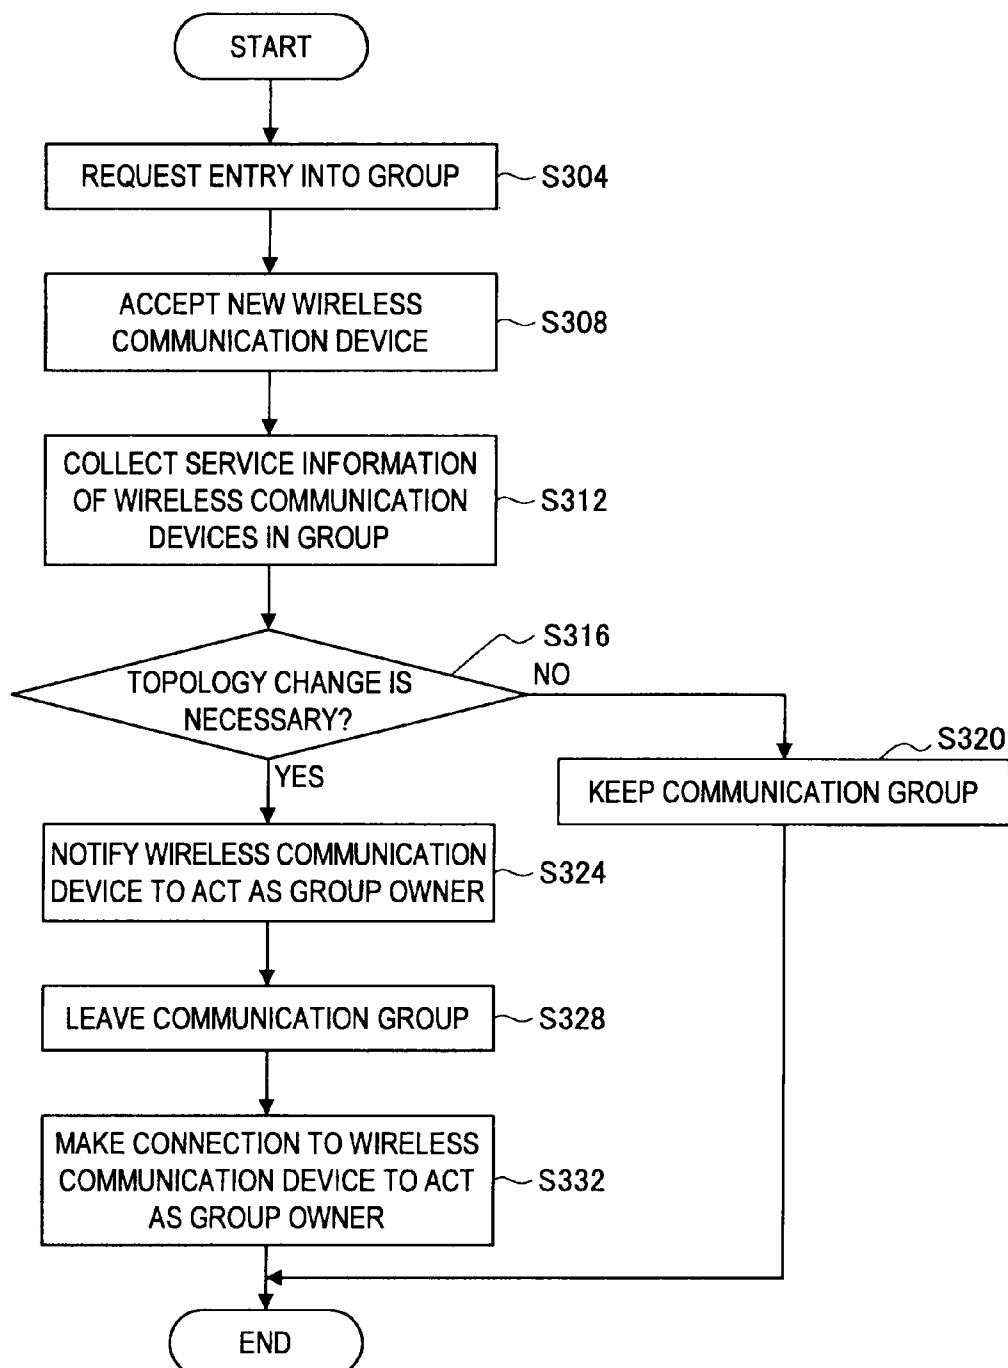 START
REQUEST ENTRY INTO GROUP
S304
ACCEPT NEW WIRELESS
COMMUNICATION DEVICE
S308
COLLECT SERVICE INFORMATION
OF WIRELESS COMMUNICATION
DEVICES IN GROUP
S312
S316
TOPOLOGY CHANGE IS
NECESSARY?
NO
YES
S320
KEEP COMMUNICATION GROUP
NOTIFY WIRELESS COMMUNICATION
DEVICE TO ACT AS GROUP OWNER
S324
LEAVE COMMUNICATION GROUP
S328
MAKE CONNECTION TO WIRELESS
COMMUNICATION DEVICE TO ACT
AS GROUP OWNER
S332
END